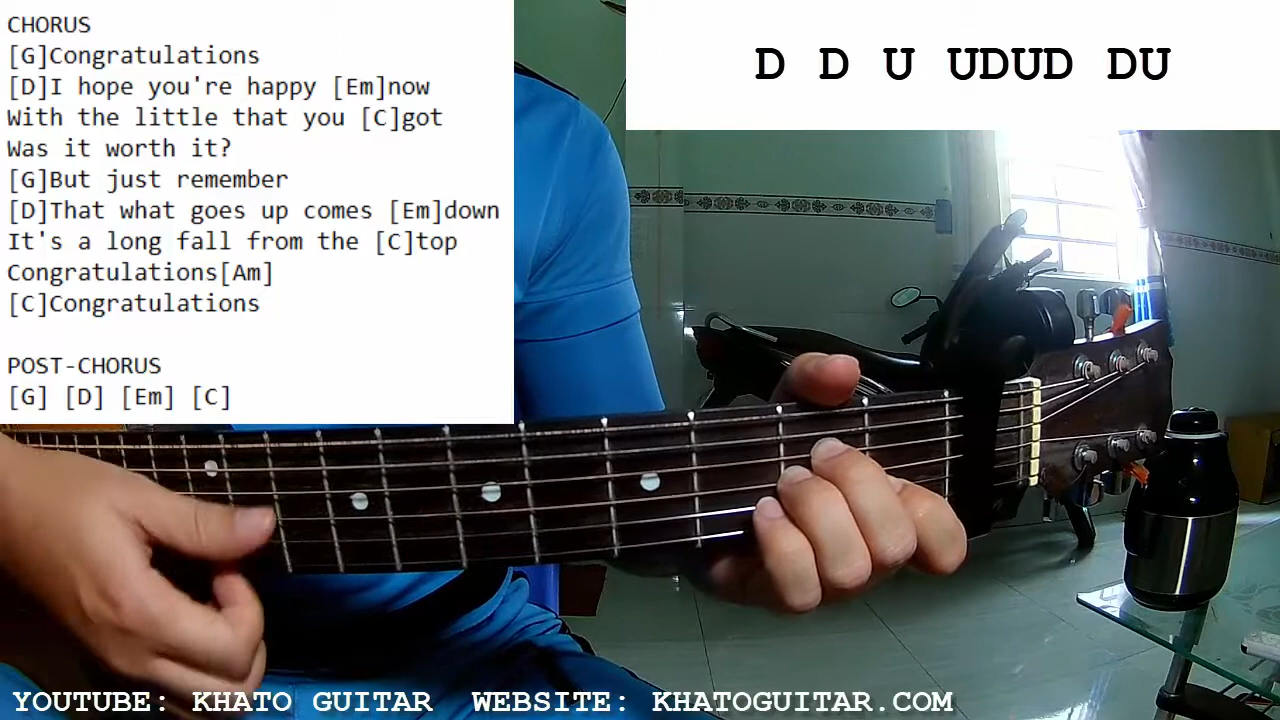 CHORUS
[G]Congratulations
[D]I hope you're happy [Em]now
With the little that you [C]got
Was it worth it?
[G]But just remember
[D]That what goes up comes [Em]down
It's a long fall from the [C]top
Congratulations[Am]
[C]Congratulations
POST-CHORUS
[G] [D] [Em] [C]
D D U UDUD DU
YOUTUBE: KHATO GUITAR WEBSITE: KHATOGUITAR.COM